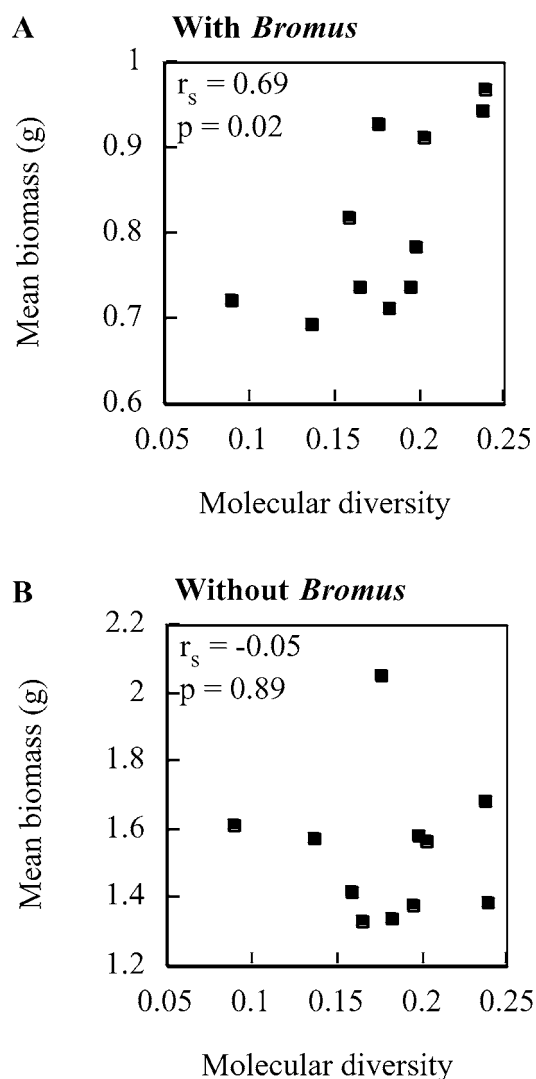 A With Bromus
r_s = 0.69
p = 0.02
Mean biomass (g)
1
0.9
0.8
0.7
0.6
0.05 0.1 0.15 0.2 0.25
Molecular diversity
B Without Bromus
r_s = -0.05
p = 0.89
Mean biomass (g)
2.2
2
1.8
1.6
1.4
1.2
0.05 0.1 0.15 0.2 0.25
Molecular diversity